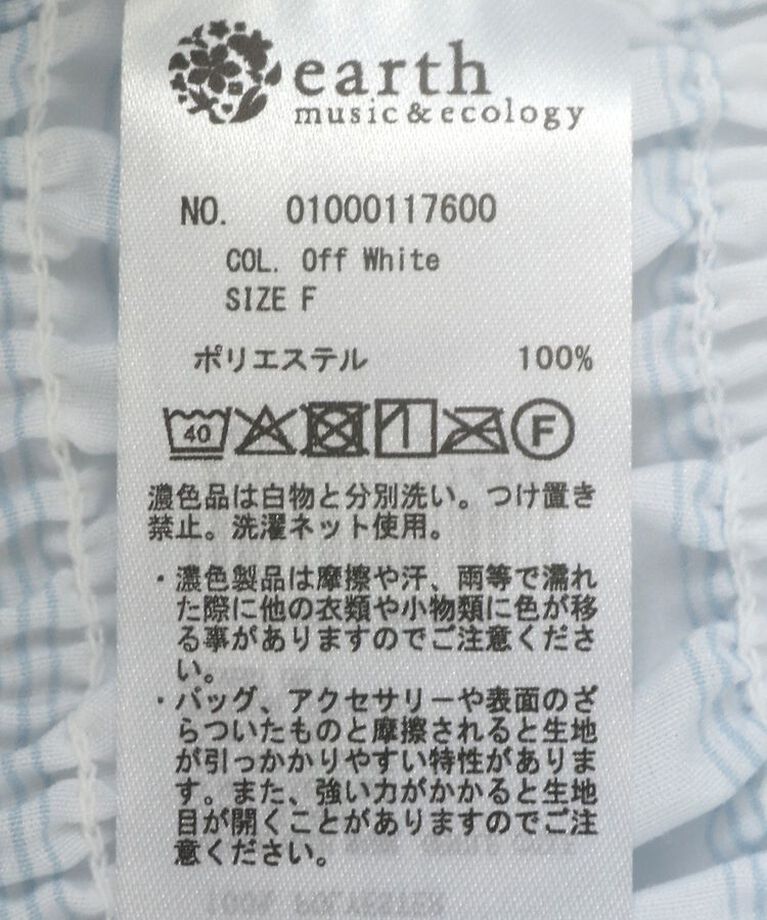 earth
music&ecology
NO. 01000117600
COL. Off White
SIZE F
ポリエステル 100%
40
F
濃色品は白物と分別洗い。つけ置き
禁止。洗濯ネット使用。
・濃色製品は摩擦や汗、雨等で濡れ
た際に他の衣類や小物類に色が移
る事がありますのでご注意くださ
い。
・バッグ、アクセサリーや表面のざ
らついたものと摩擦されると生地
が引っかかりやすい特性がありま
す。また、強い力がかかると生地
目が開くことがありますのでご注
意ください。
100% POLYESTER